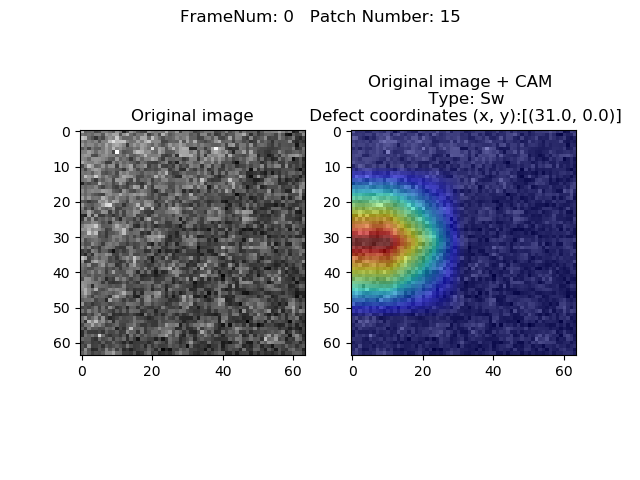 FrameNum: 0   Patch Number: 15
Original image
0
10
20
30
40
50
60
0 20 40 60
Original image + CAM
Type: Sw
Defect coordinates (x, y):[(31.0, 0.0)]
0
10
20
30
40
50
60
0 20 40 60